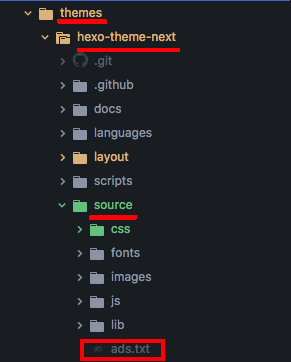 themes
hexo-theme-next
.git
.github
docs
languages
layout
scripts
source
css
fonts
images
js
lib
ads.txt